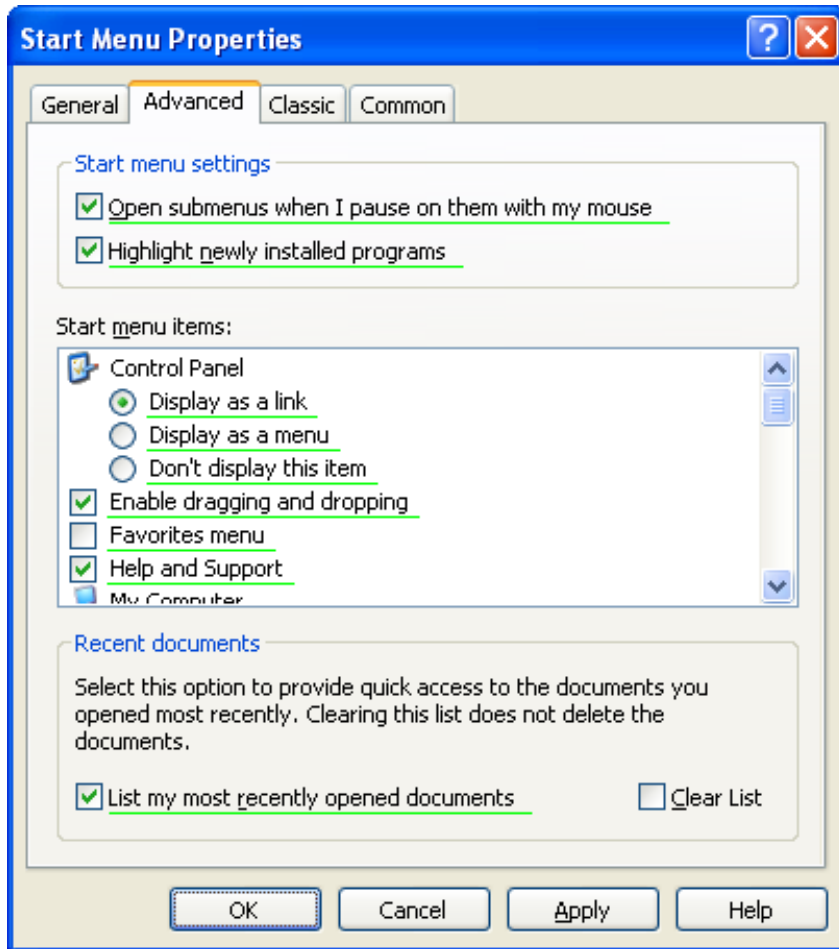 Start Menu Properties
General Advanced Classic Common
Start menu settings
Open submenus when I pause on them with my mouse
Highlight newly installed programs
Start menu items:
Control Panel
Display as a link
Display as a menu
Don't display this item
Enable dragging and dropping
Favorites menu
Help and Support
My Computer
Recent documents
Select this option to provide quick access to the documents you
opened most recently. Clearing this list does not delete the
documents.
List my most recently opened documents Clear List
OK Cancel Apply Help